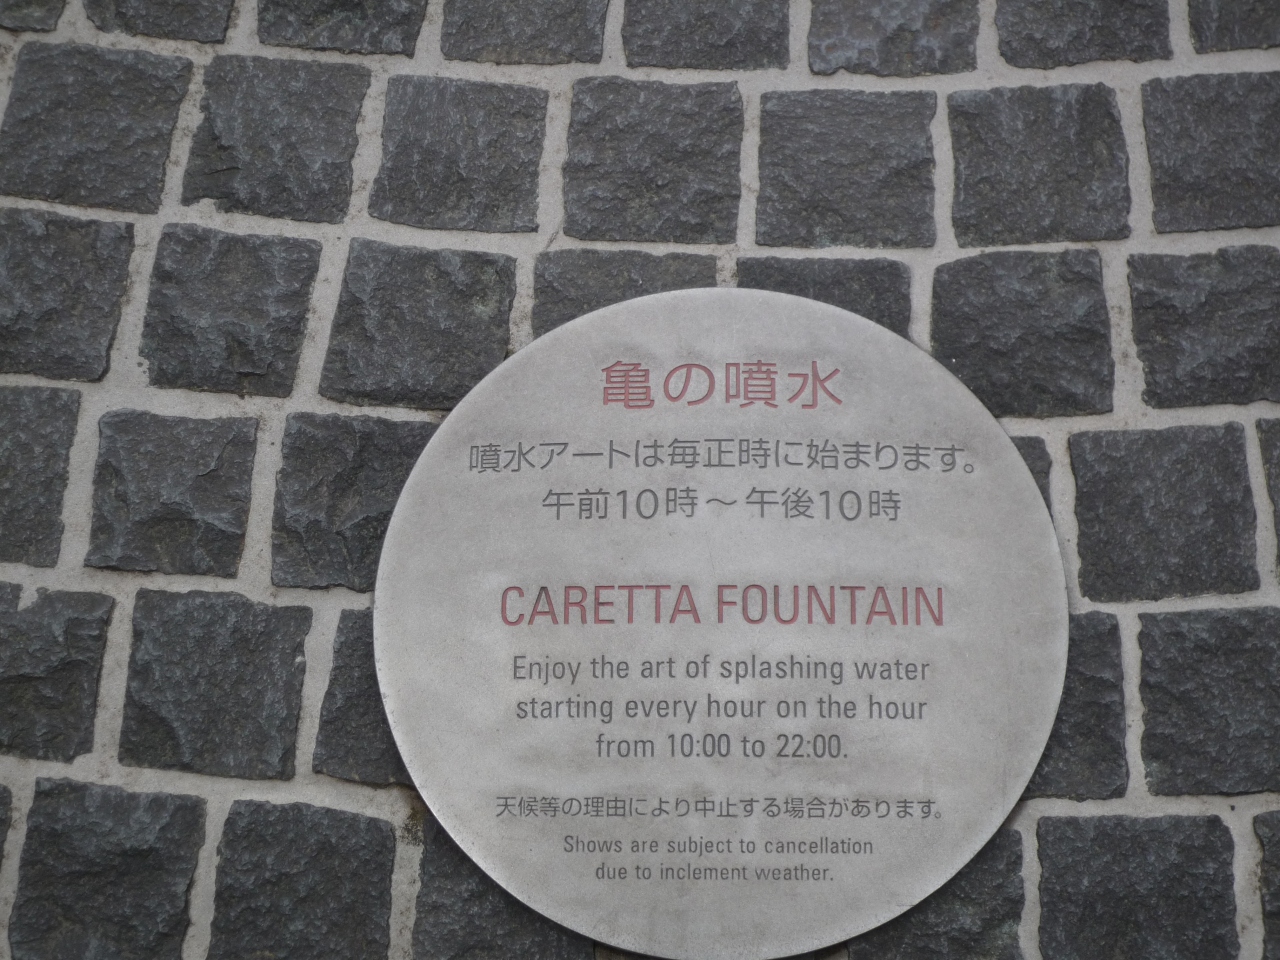 亀の噴水
噴水アートは毎正時に始まります。
午前10時～午後10時
CARETTA FOUNTAIN
Enjoy the art of splashing water
starting every hour on the hour
from 10:00 to 22:00.
天候等の理由により中止する場合があります。
Shows are subject to cancellation
due to inclement weather.